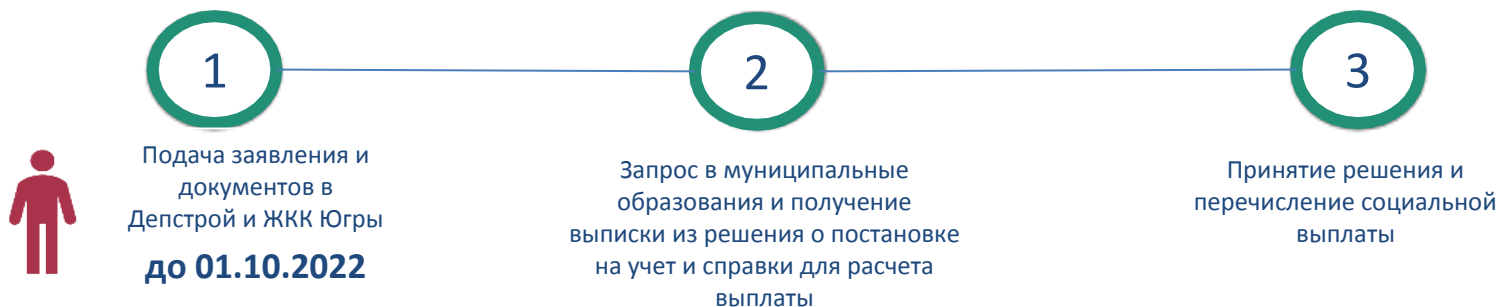 1
Подача заявления и
документов в
Депстрой и ЖКК Югры
до 01.10.2022
2
Запрос в муниципальные
образования и получение
выписки из решения о постановке
на учет и справки для расчета
выплаты
3
Принятие решения и
перечисление социальной
выплаты